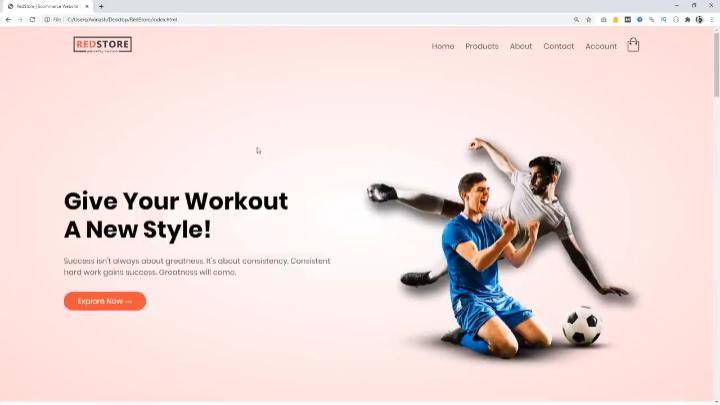 RedStore | Ecommerce Website
File
C:/Users/Avinash/Desktop/RedStore/index.html
REDSTORE
Home Products About Contact Account
Give Your Workout
A New Style!
Success isn't always about greatness. It's about consistency. Consistent
hard work gains success. Greatness will come.
Explore Now →